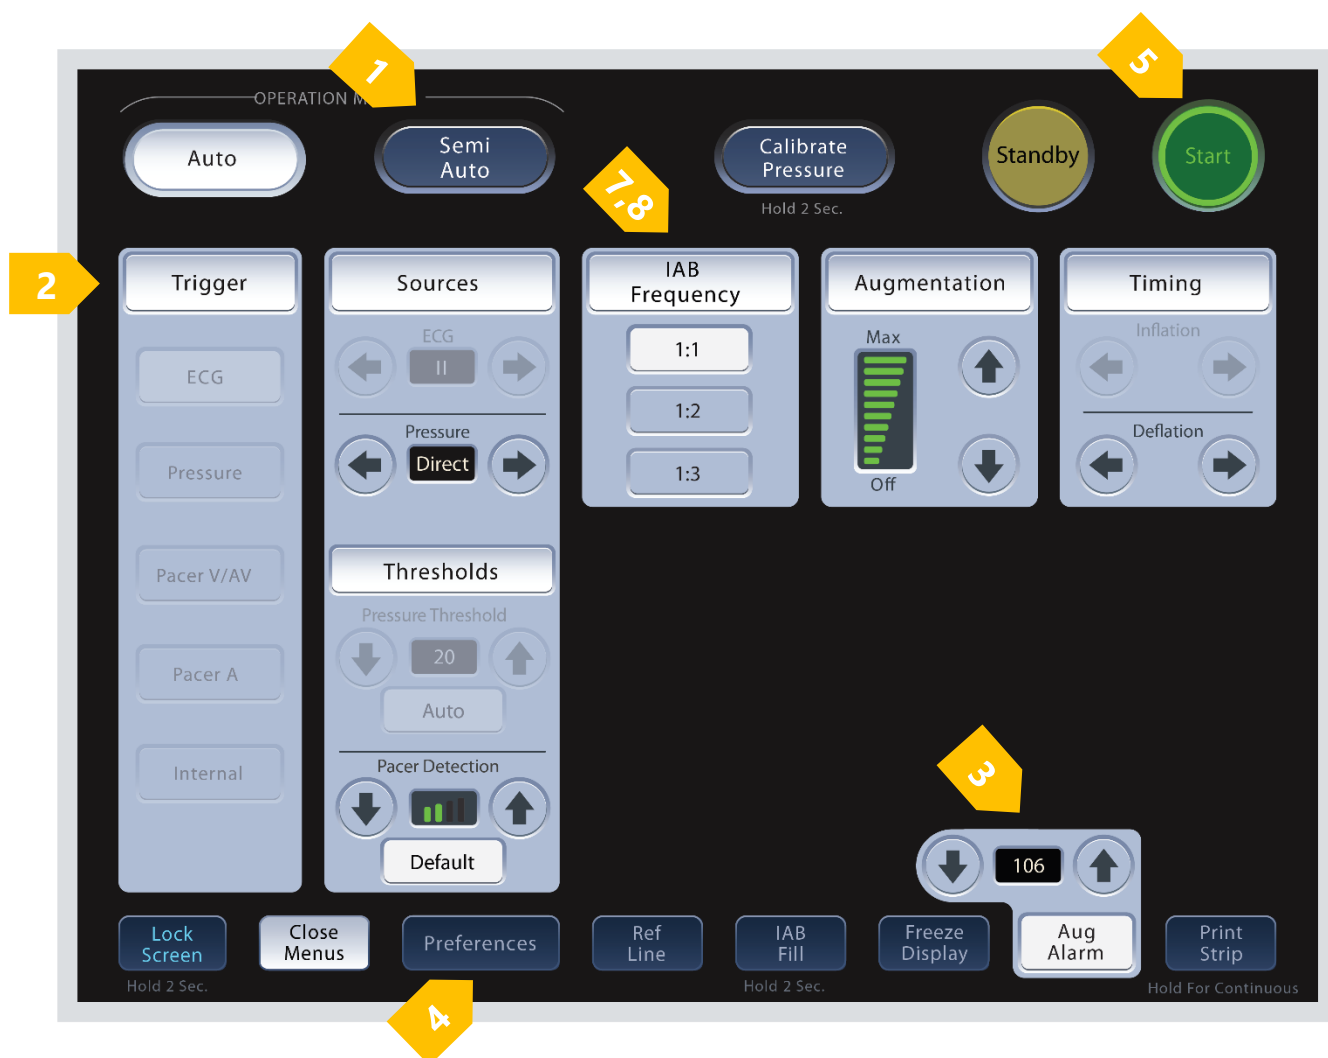 1
5
OPERATION M
Auto
Semi
Auto
Calibrate
Pressure
Hold 2 Sec.
Standby
Start
7,8
2
Trigger
ECG
Pressure
Pacer V/AV
Pacer A
Internal
Sources
ECG
II
Pressure
Direct
Thresholds
Pressure Threshold
20
Auto
Pacer Detection
Default
IAB
Frequency
1:1
1:2
1:3
Augmentation
Max
Off
Timing
Inflation
Deflation
3
106
Lock
Screen
Hold 2 Sec.
Close
Menus
Preferences
Ref
Line
IAB
Fill
Hold 2 Sec.
Freeze
Display
Aug
Alarm
Print
Strip
Hold For Continuous
4